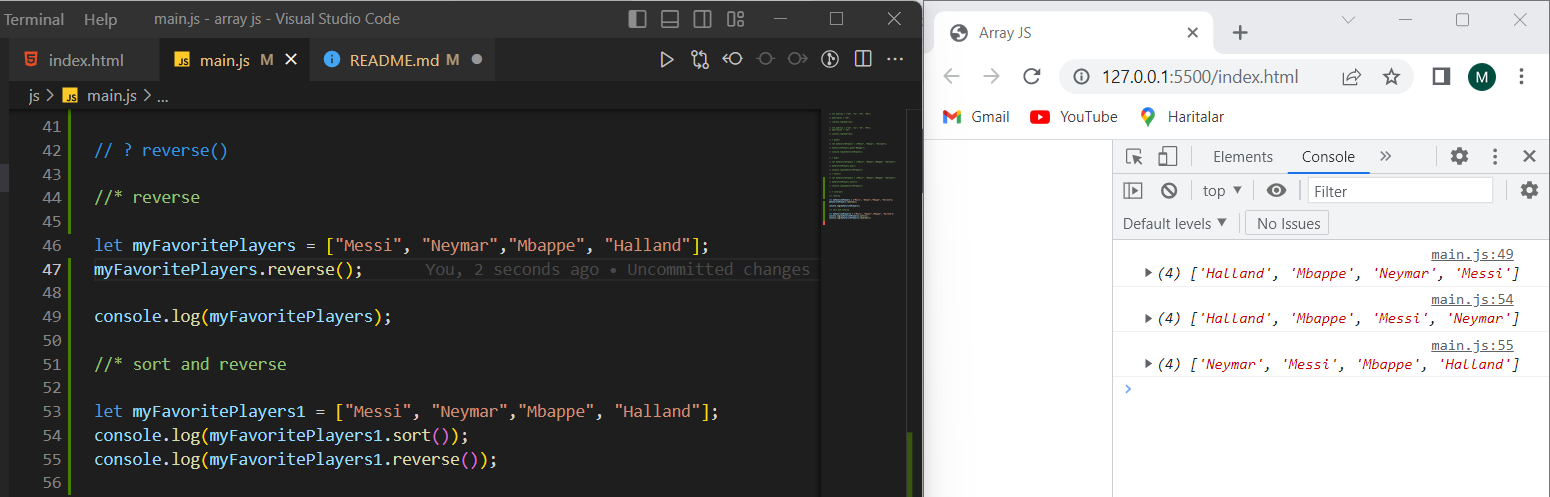 Terminal Help main.js - array js - Visual Studio Code
index.html JS main.js M README.md M
js > JS main.js > ...
41
42 // ? reverse()
43
44 //* reverse
45
46 let myFavoritePlayers = ["Messi", "Neymar","Mbappe", "Halland"];
47 myFavoritePlayers.reverse(); You, 2 seconds ago • Uncommitted changes
48
49 console.log(myFavoritePlayers);
50
51 //* sort and reverse
52
53 let myFavoritePlayers1 = ["Messi", "Neymar","Mbappe", "Halland"];
54 console.log(myFavoritePlayers1.sort());
55 console.log(myFavoritePlayers1.reverse());
56
Array JS
127.0.0.1:5500/index.html M
Gmail YouTube Haritalar
Elements Console »
top Filter
Default levels No Issues
main.js:49
(4) ['Halland', 'Mbappe', 'Neymar', 'Messi']
main.js:54
(4) ['Halland', 'Mbappe', 'Messi', 'Neymar']
main.js:55
(4) ['Neymar', 'Messi', 'Mbappe', 'Halland']
>